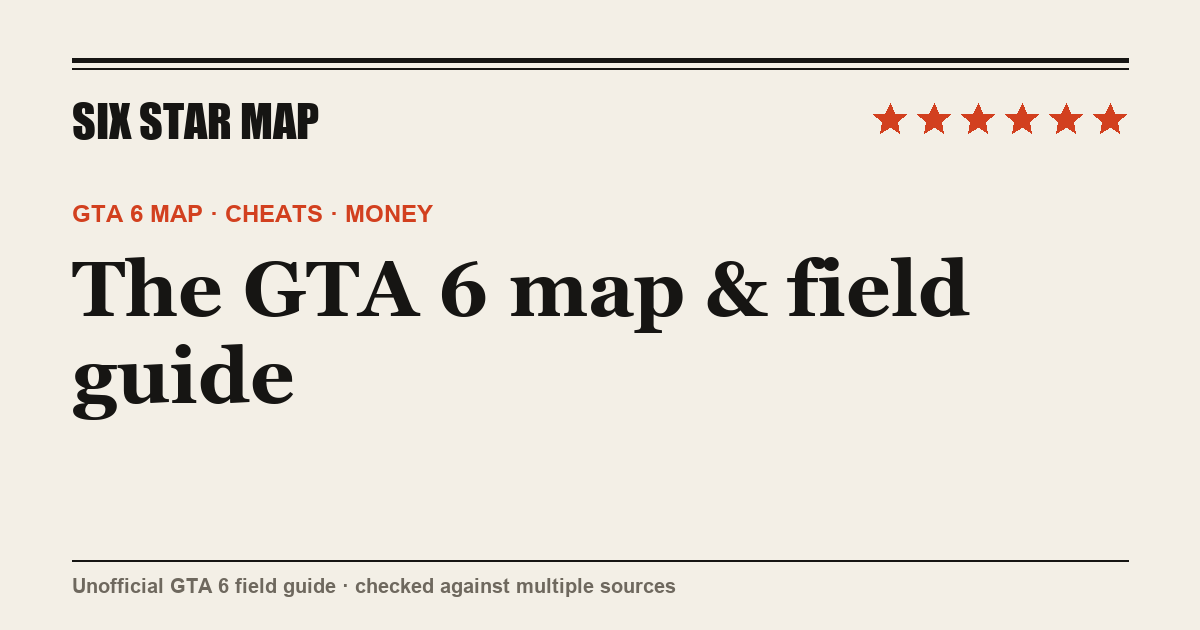 SIX STAR MAP
GTA 6 MAP · CHEATS · MONEY
The GTA 6 map & field
guide
Unofficial GTA 6 field guide · checked against multiple sources